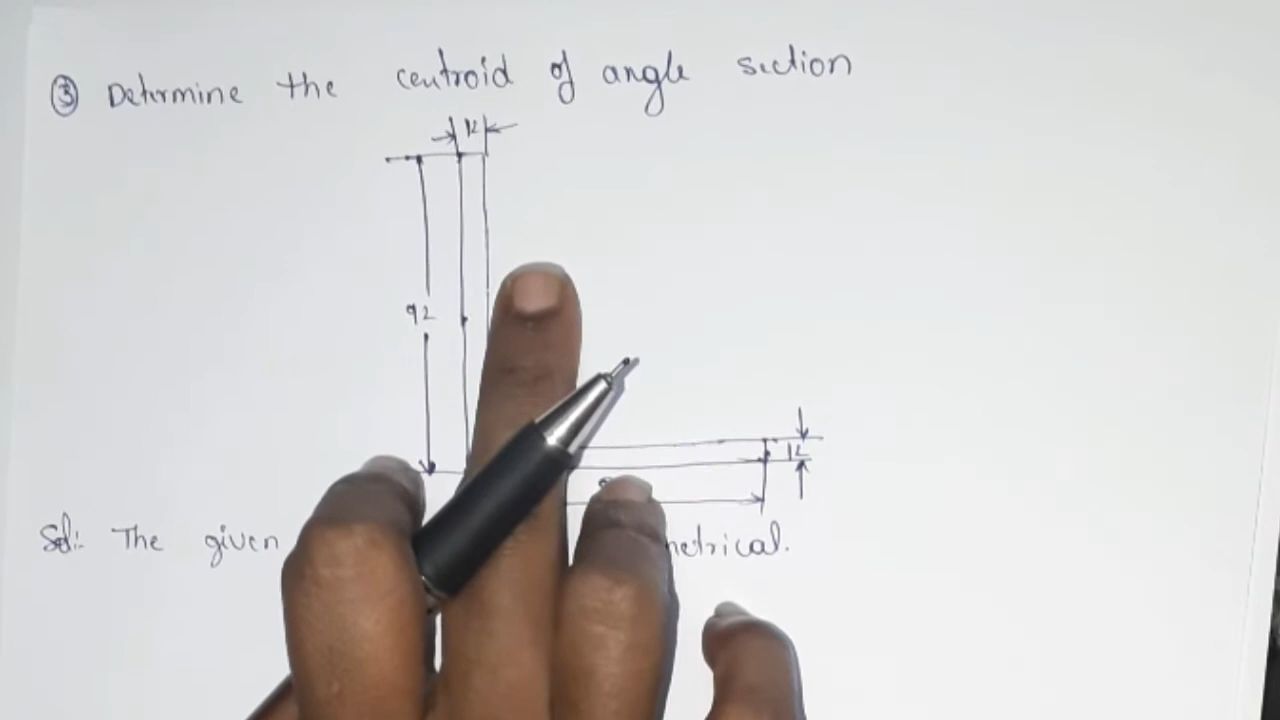 ③ Determine the centroid of angle section
12
92
12
Sol:- The given
metrical.